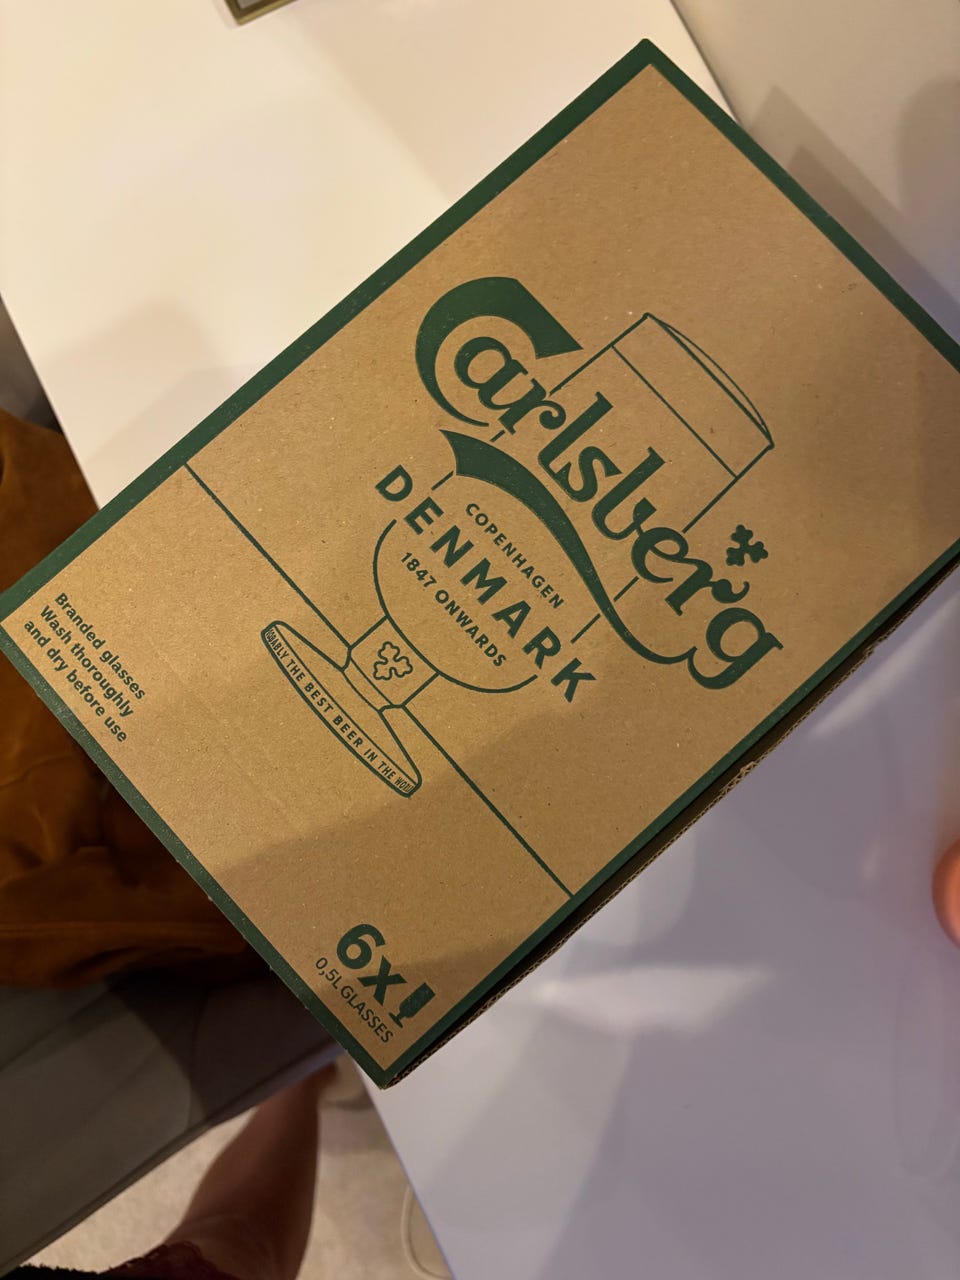 Carlsberg
COPENHAGEN
DENMARK
1847 ONWARDS
THE BEST BEER IN THE
Branded glasses
Wash thoroughly
and dry before use
6x
0,5L GLASSES